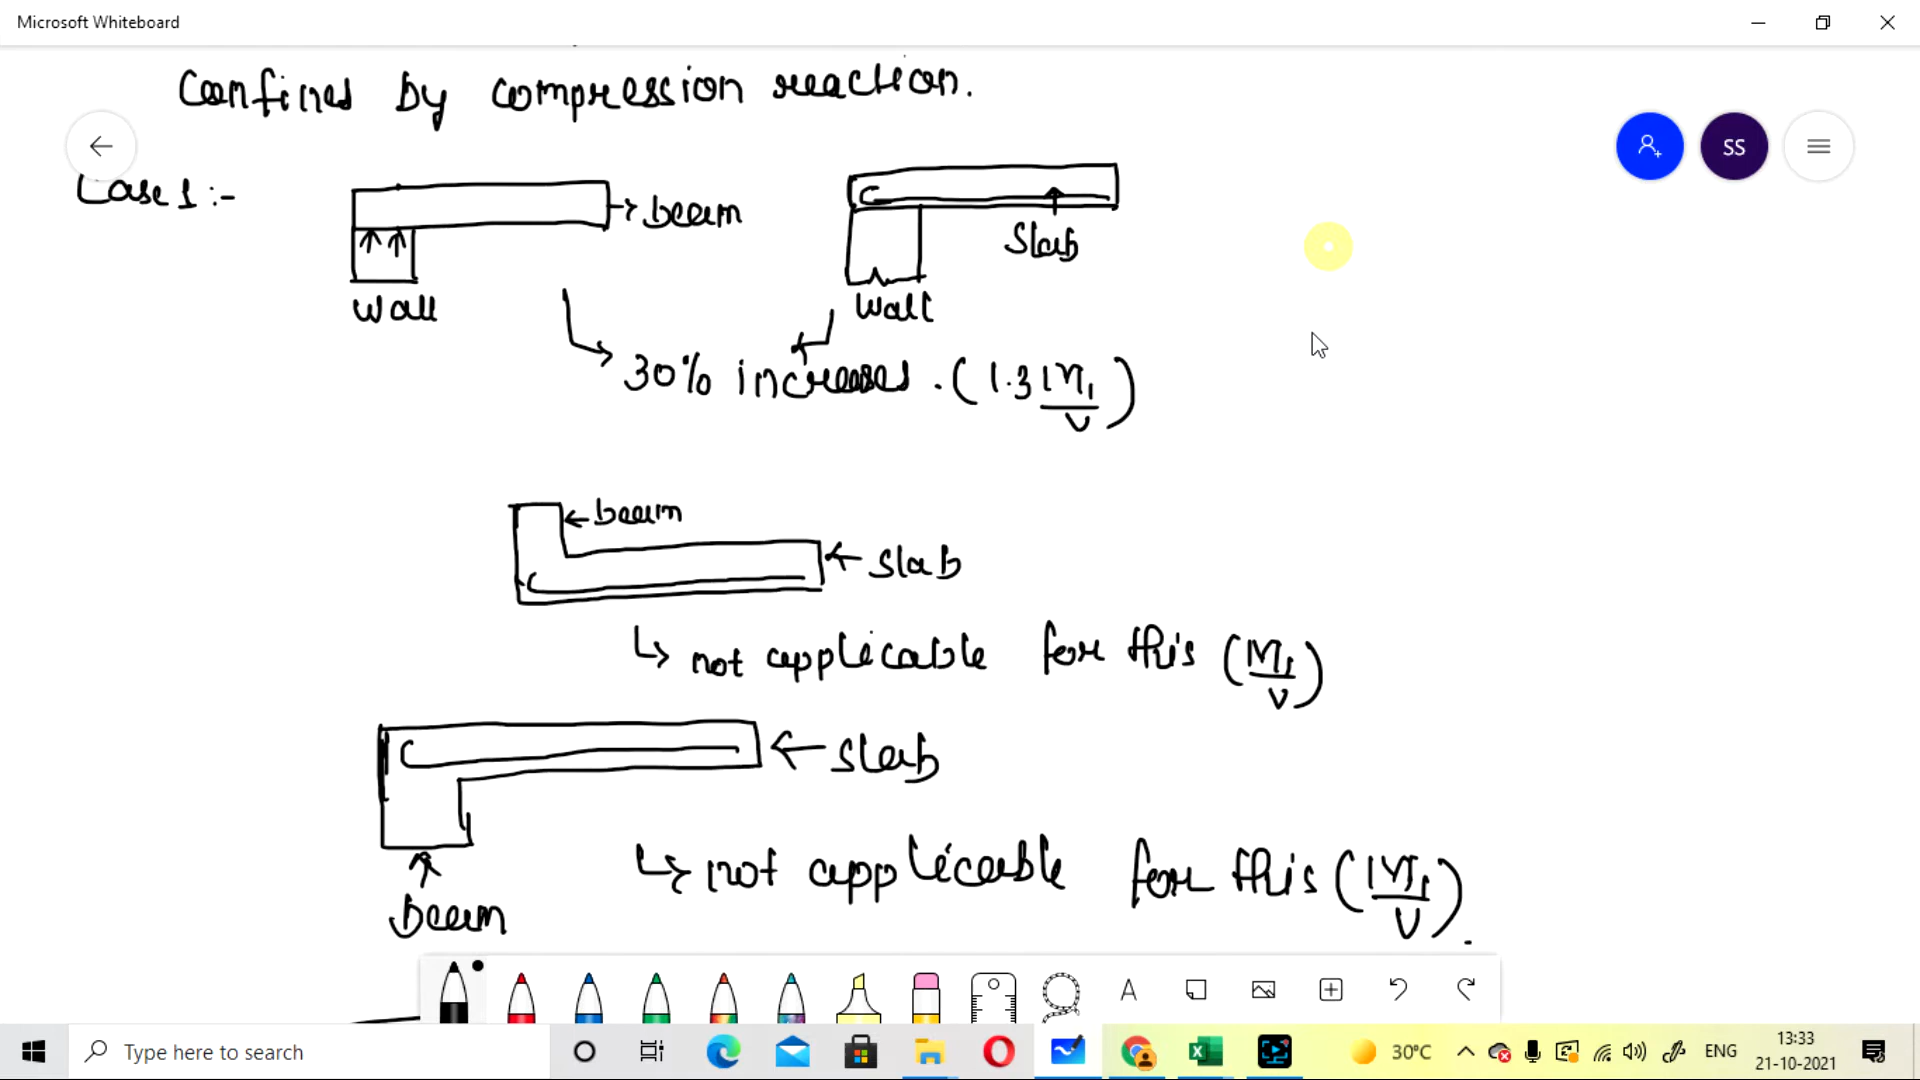 Microsoft Whiteboard
Confined by compression reaction.
SS
Case 1 :-
beam
Slab
Wall
Wall
30% increases. (1.3 M1/V)
beam
Slab
not applicable for this (M1/V)
Slab
not applicable for this (M1/V).
beam
A
Type here to search
30°C
ENG
13:33
21-10-2021